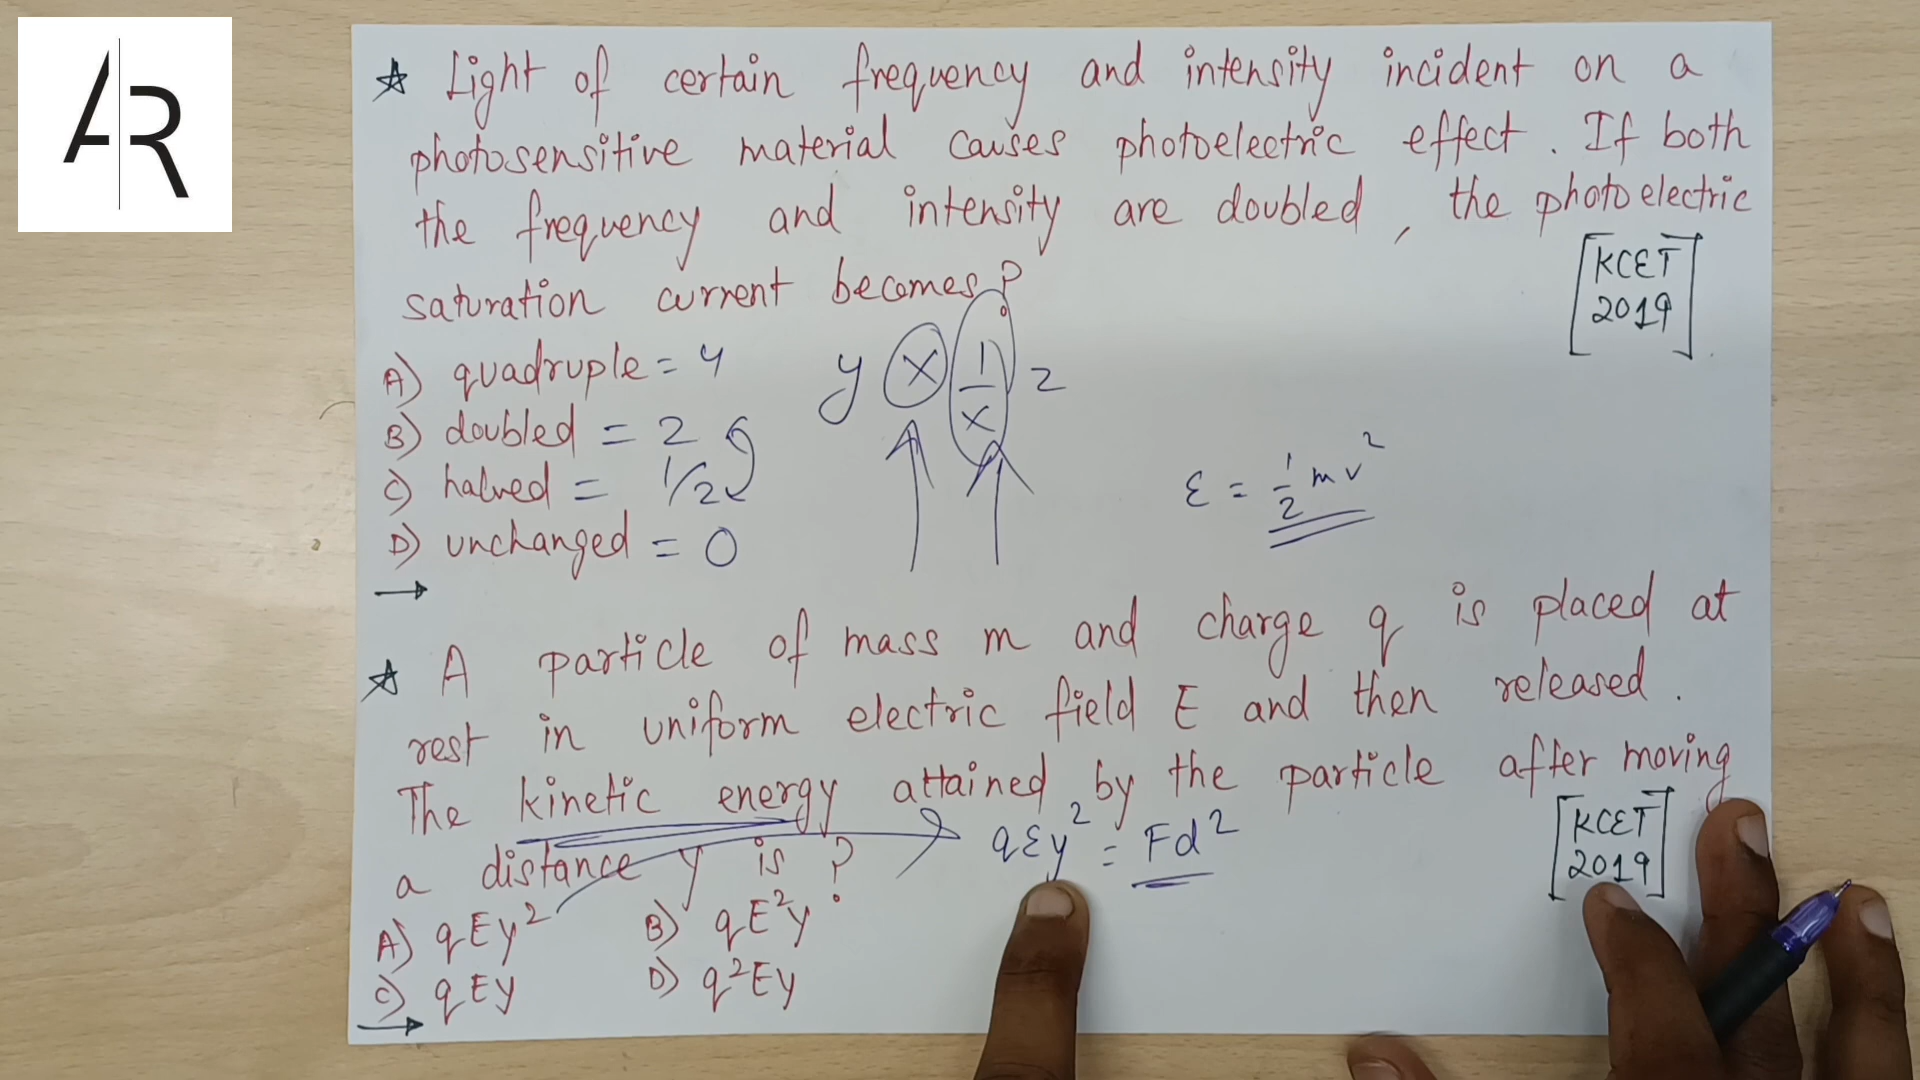 AR
☆ Light of certain frequency and intensity incident on a
photosensitive material causes photoelectric effect. If both
the frequency and intensity are doubled, the photoelectric
saturation current becomes?
[KCET
2019]
A) quadruple = 4
B) doubled = 2
C) halved = 1/2
D) unchanged = 0
y x 1/x 2
ε = 1/2 mv²
→
☆ A particle of mass m and charge q is placed at
rest in uniform electric field E and then released.
The kinetic energy attained by the particle after moving
a distance y is?
qεy² = Fd²
[KCET
2019]
A) qEy² B) qE²y
C) qEy D) q²Ey
→